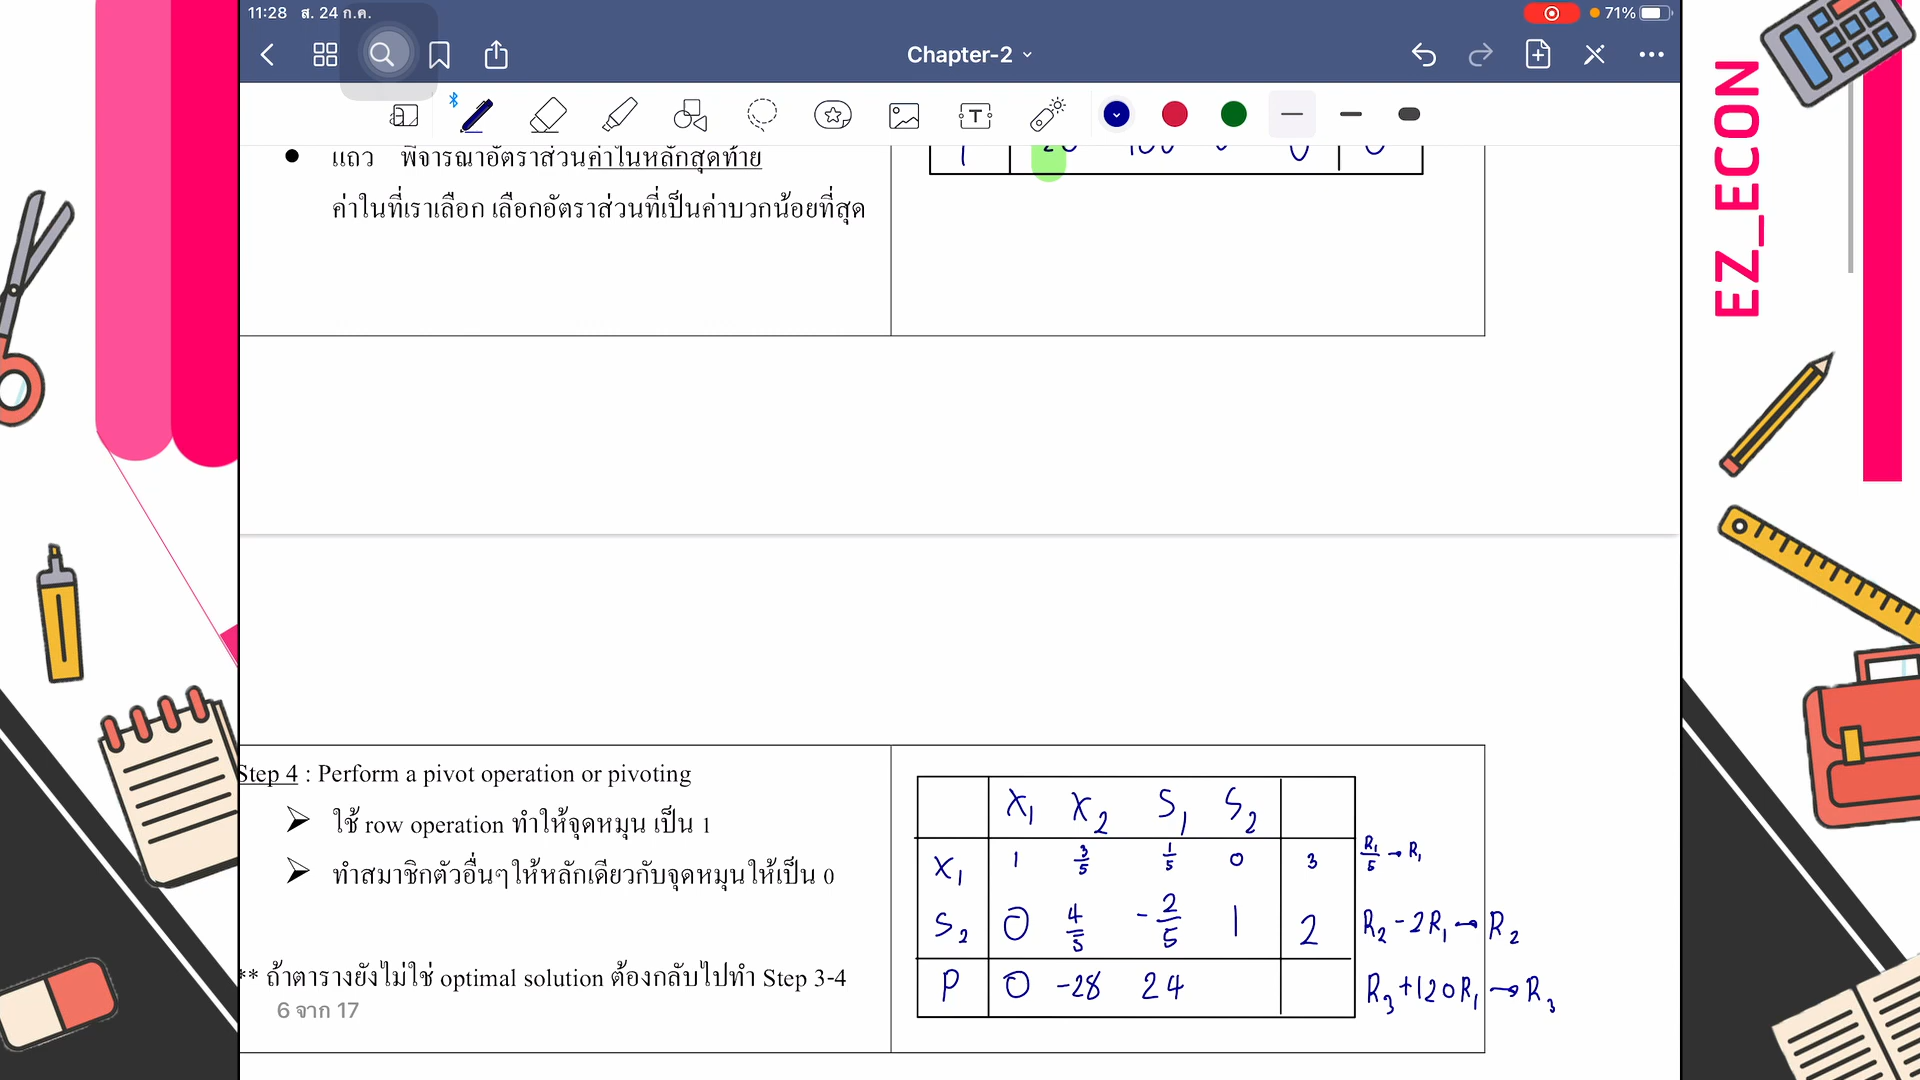 11:28 ส. 24 ก.ค.
71%
Chapter-2
EZ_ECON
แถว พิจารณาอัตราส่วนค่าในหลักสุดท้าย
ค่าในที่เราเลือก เลือกอัตราส่วนที่เป็นค่าบวกน้อยที่สุด
Step 4 : Perform a pivot operation or pivoting
ใช้ row operation ทำให้จุดหมุน เป็น 1
ทำสมาชิกตัวอื่นๆให้หลักเดียวกับจุดหมุนให้เป็น 0
** ถ้าตารางยังไม่ใช่ optimal solution ต้องกลับไปทำ Step 3-4
6 จาก 17
X₁ X₂ S₁ S₂
X₁ 1 3/5 1/5 0 3 R₁/5 → R₁
S₂ 0 4/5 -2/5 1 2 R₂ - 2R₁ → R₂
P 0 -28 24 R₃ + 120R₁ → R₃